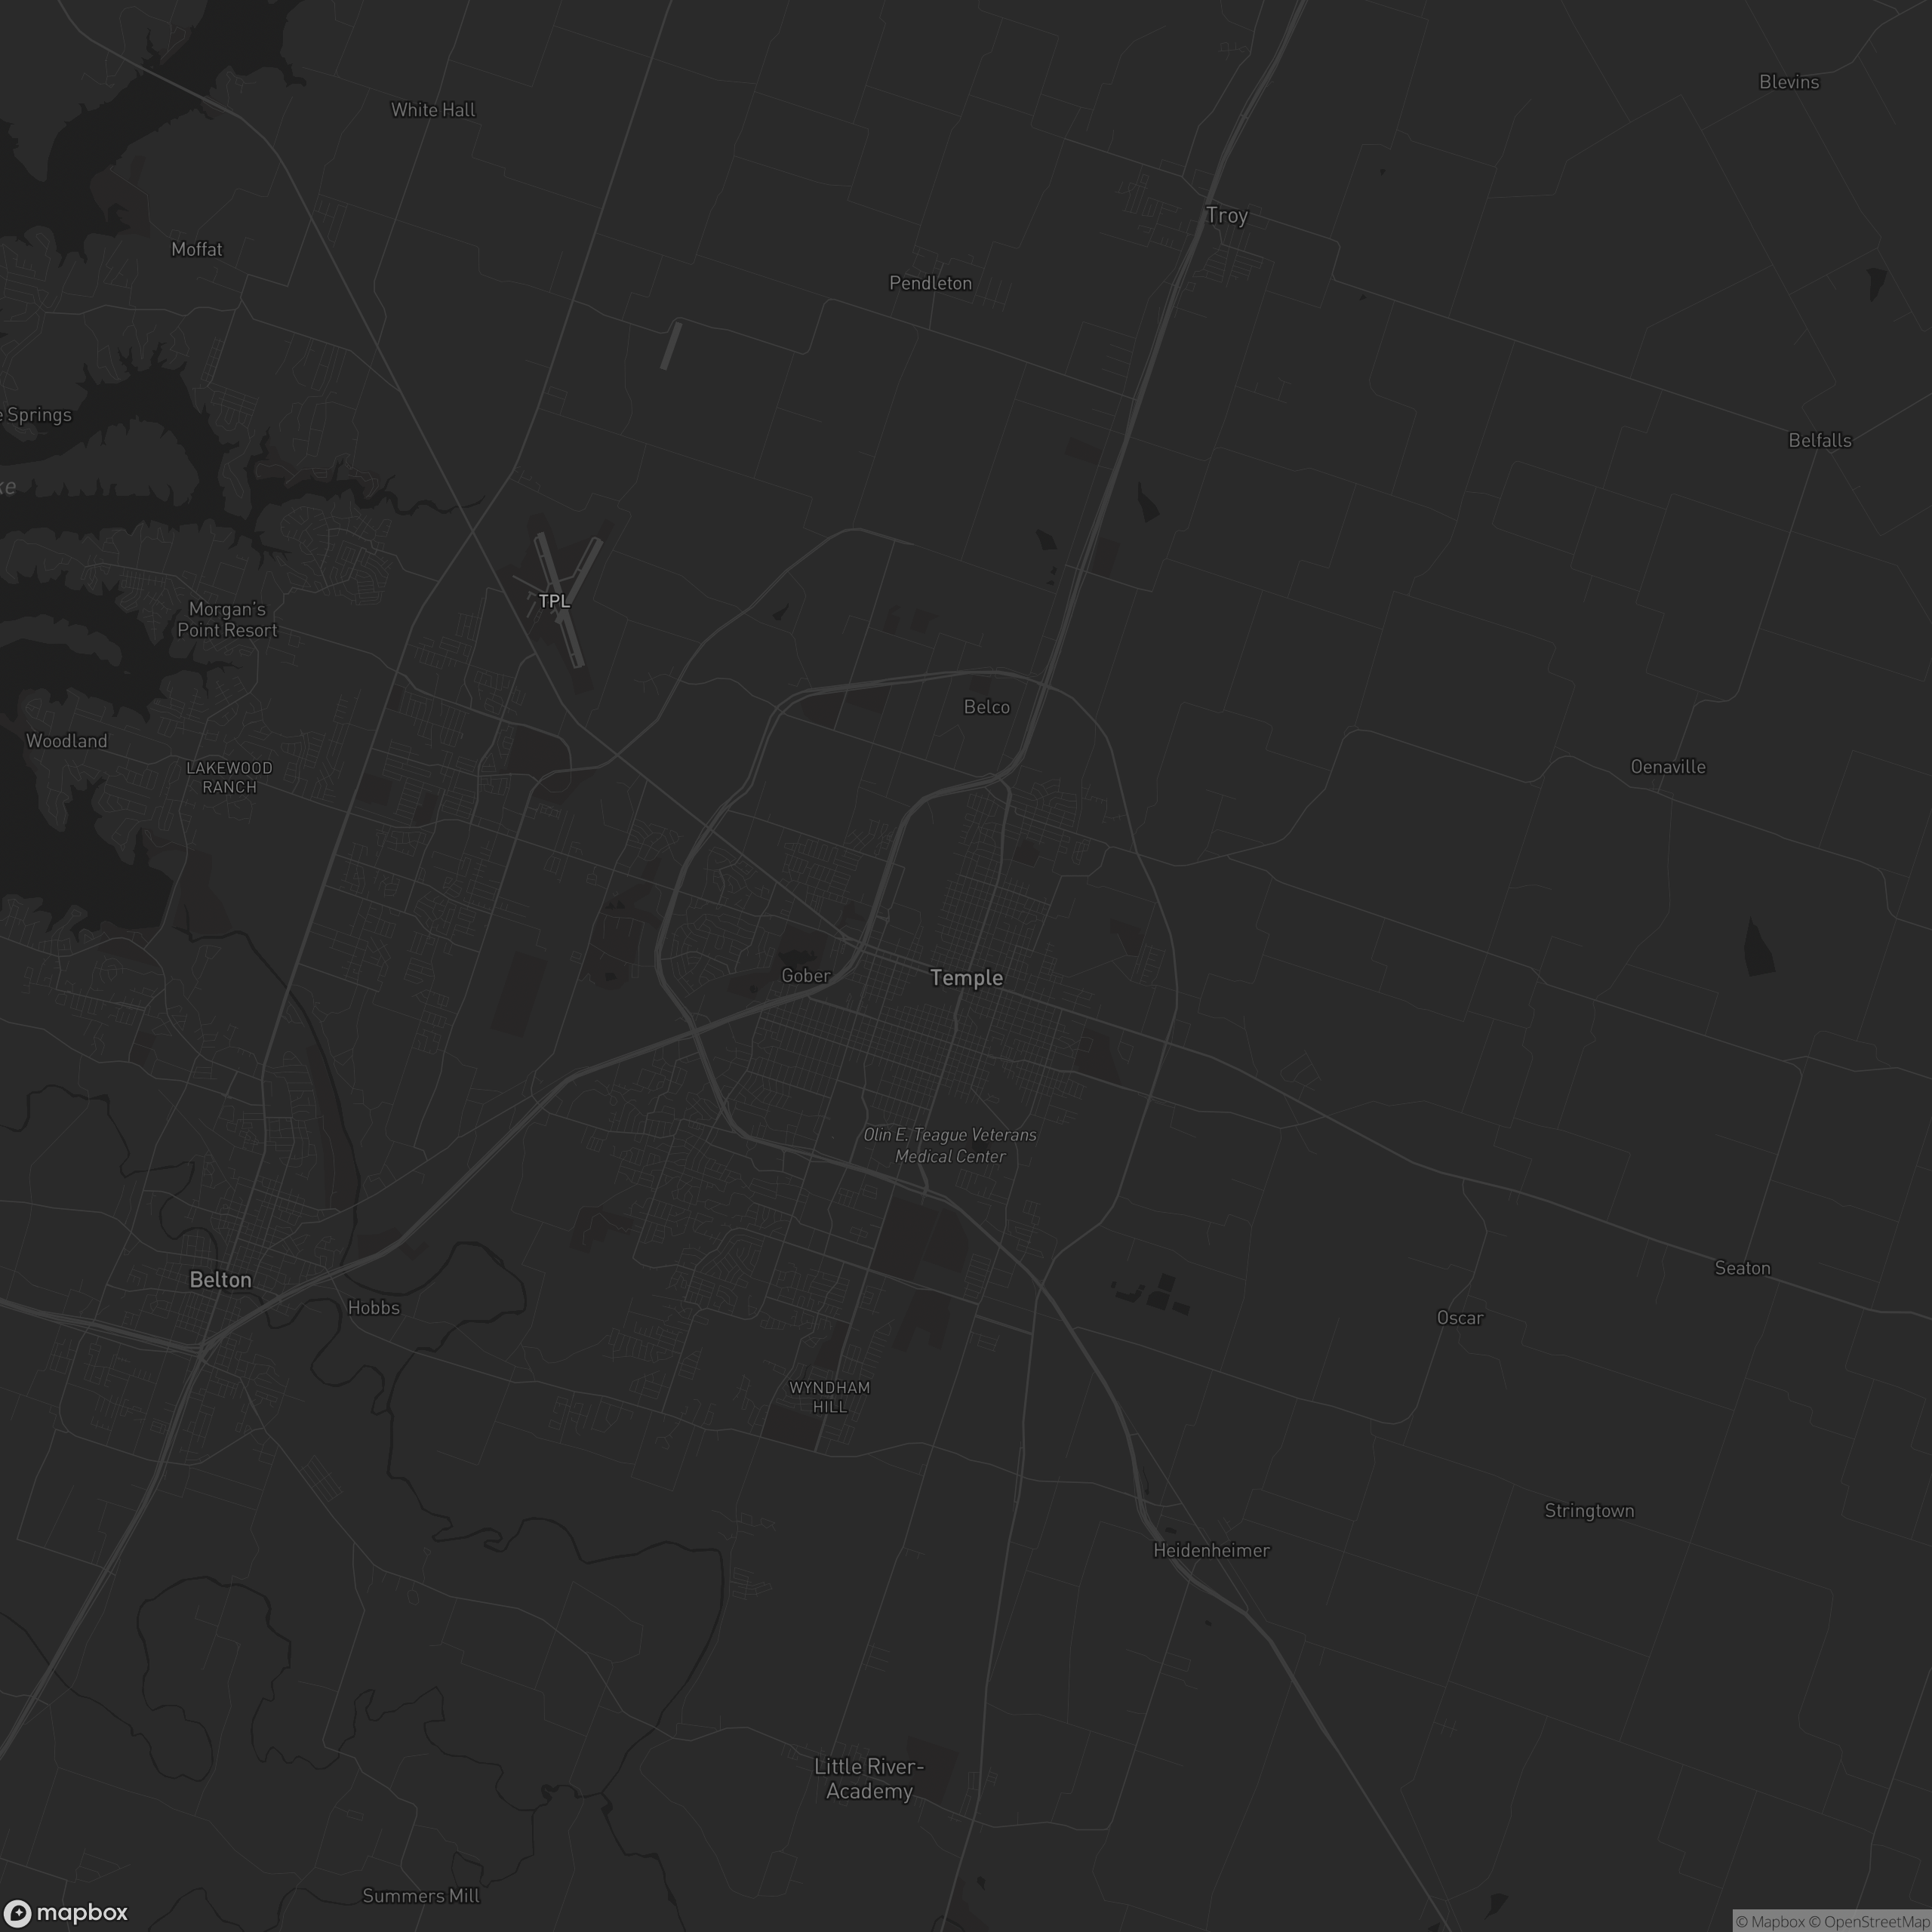 Blevins
White Hall
Troy
Moffat
Pendleton
Springs
Belfalls
TPL
Morgan's
Point Resort
Belco
Woodland
LAKEWOOD
RANCH
Oenaville
Gober
Temple
Olin E. Teague Veterans
Medical Center
Belton
Hobbs
Seaton
Oscar
WYNDHAM
HILL
Stringtown
Heidenheimer
Little River-
Academy
Summers Mill
mapbox
© Mapbox © OpenStreetMap